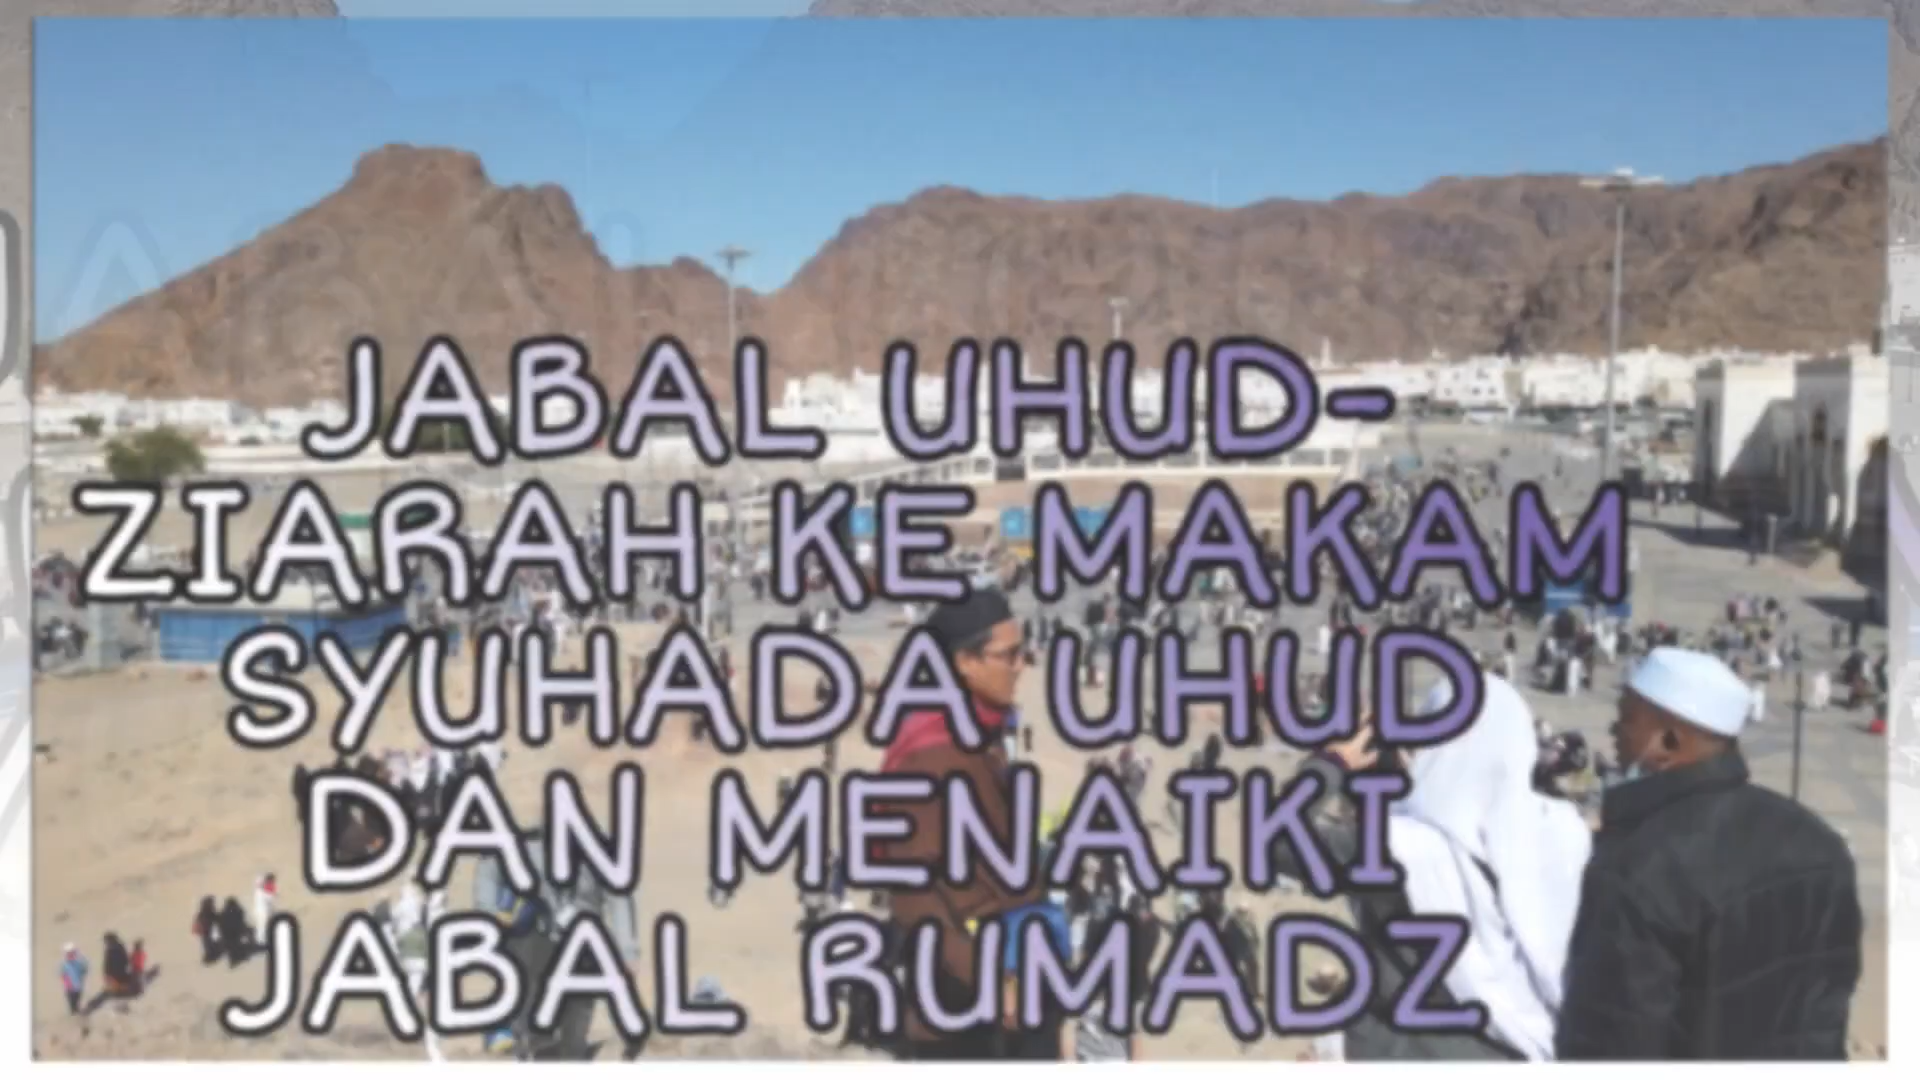 JABAL UHUD-
ZIARAH KE MAKAM
SYUHADA UHUD
DAN MENAIKI
JABAL RUMADZ